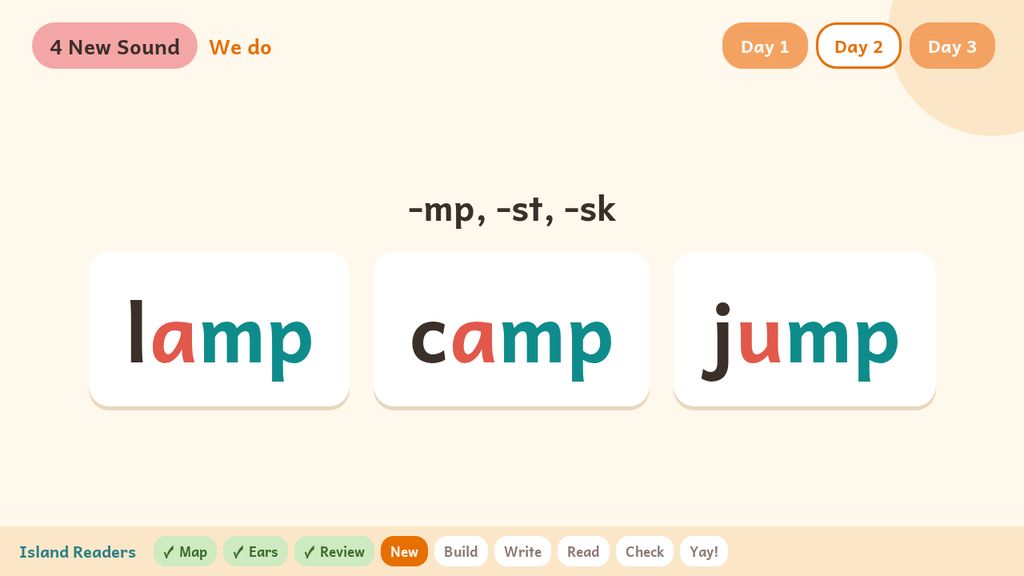 4 New Sound We do Day 1 Day 2 Day 3
-mp, -st, -sk
lamp camp jump
Island Readers ✓ Map ✓ Ears ✓ Review New Build Write Read Check Yay!